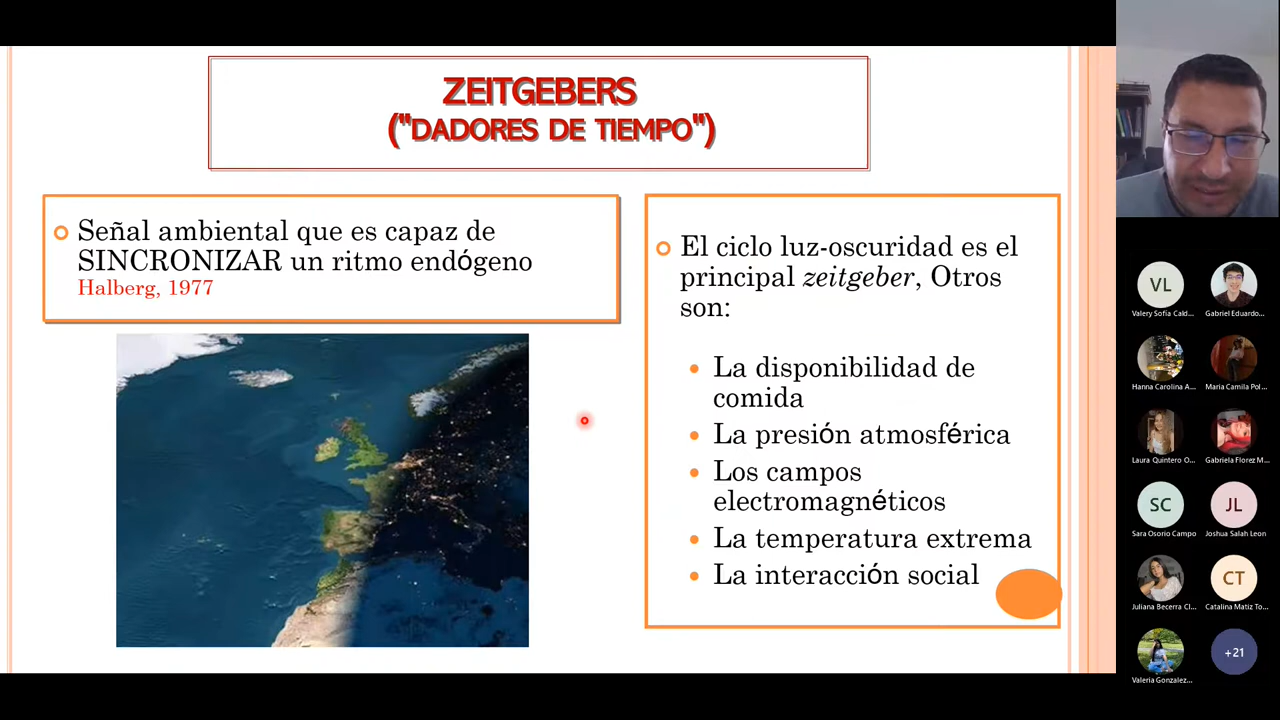 ZEITGEBERS
("DADORES DE TIEMPO")
Señal ambiental que es capaz de
SINCRONIZAR un ritmo endógeno
Halberg, 1977
El ciclo luz-oscuridad es el
principal zeitgeber, Otros
son:
La disponibilidad de
comida
La presión atmosférica
Los campos
electromagnéticos
La temperatura extrema
La interacción social
VL
Valery Sofía Cald...
Gabriel Eduardo...
Hanna Carolina A...
Maria Camila Pol...
Laura Quintero O...
Gabriela Florez M...
SC
Sara Osorio Campo
JL
Joshua Salah Leon
Juliana Becerra Cl...
CT
Catalina Matiz To...
Valeria Gonzalez...
+21